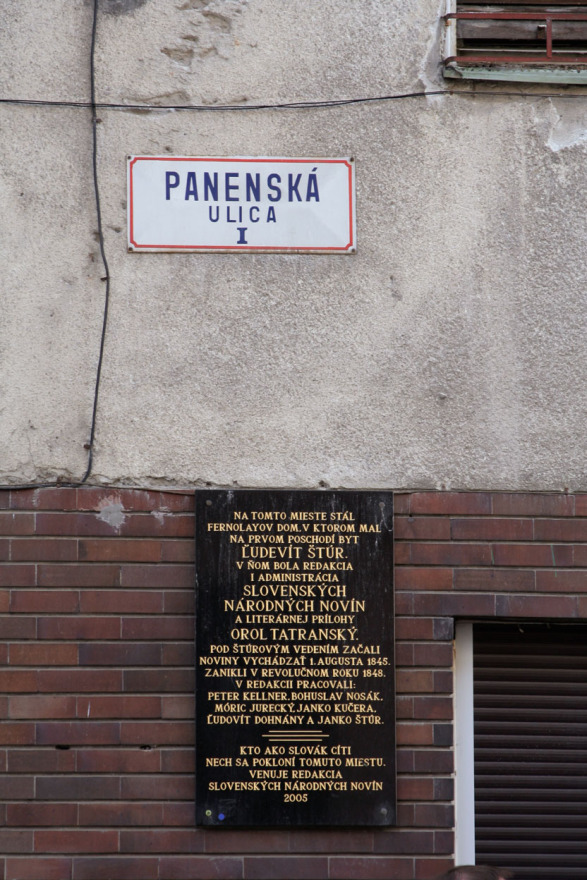 PANENSKÁ
ULICA
I
NA TOMTO MIESTE STÁL
FERNOLAYOV DOM.V KTOROM MAL
NA PRVOM POSCHODÍ BYT
ĽUDEVÍT ŠTÚR.
V ŇOM BOLA REDAKCIA
I ADMINISTRÁCIA
SLOVENSKÝCH
NÁRODNÝCH NOVÍN
A LITERÁRNEJ PRÍLOHY
OROL TATRANSKÝ.
POD ŠTÚROVÝM VEDENÍM ZAČALI
NOVINY VYCHÁDZAŤ 1.AUGUSTA 1845.
ZANIKLI V REVOLUČNOM ROKU 1848.
V REDAKCII PRACOVALI:
PETER KELLNER.BOHUSLAV NOSÁK.
MÓRIC JURECKÝ.JANKO KUČERA.
ĽUDOVÍT DOHNÁNY A JANKO ŠTÚR.
KTO AKO SLOVÁK CÍTI
NECH SA POKLONÍ TOMUTO MIESTU.
VENUJE REDAKCIA
SLOVENSKÝCH NÁRODNÝCH NOVÍN
2005